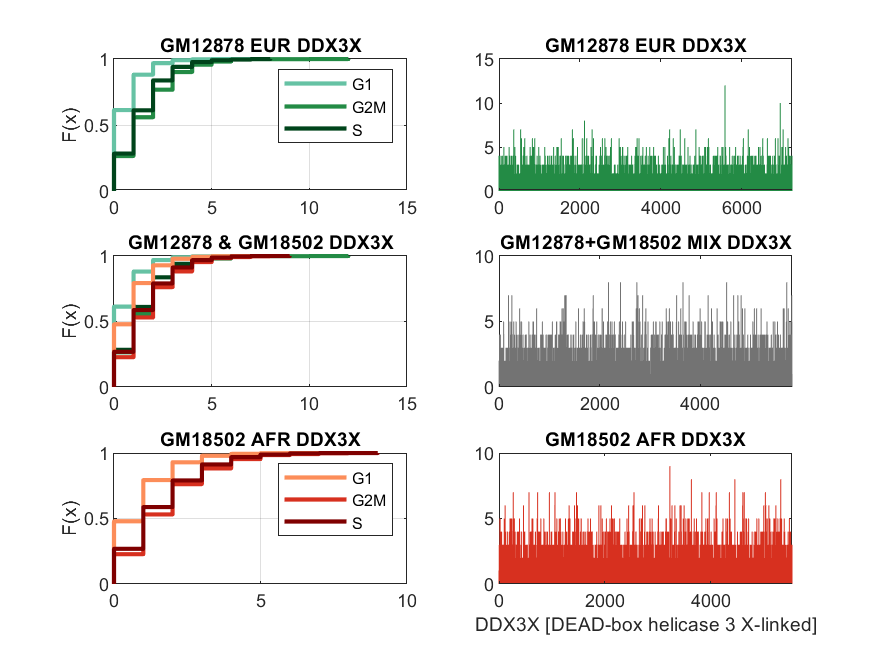 GM12878 EUR DDX3X
1
0.5
0
F(x)
0
5
10
15
G1
G2M
S
GM12878 EUR DDX3X
15
10
5
0
0
2000
4000
6000
GM12878 & GM18502 DDX3X
1
0.5
0
F(x)
0
5
10
15
GM12878+GM18502 MIX DDX3X
10
5
0
0
2000
4000
GM18502 AFR DDX3X
1
0.5
0
F(x)
0
5
10
G1
G2M
S
GM18502 AFR DDX3X
10
5
0
0
2000
4000
DDX3X [DEAD-box helicase 3 X-linked]